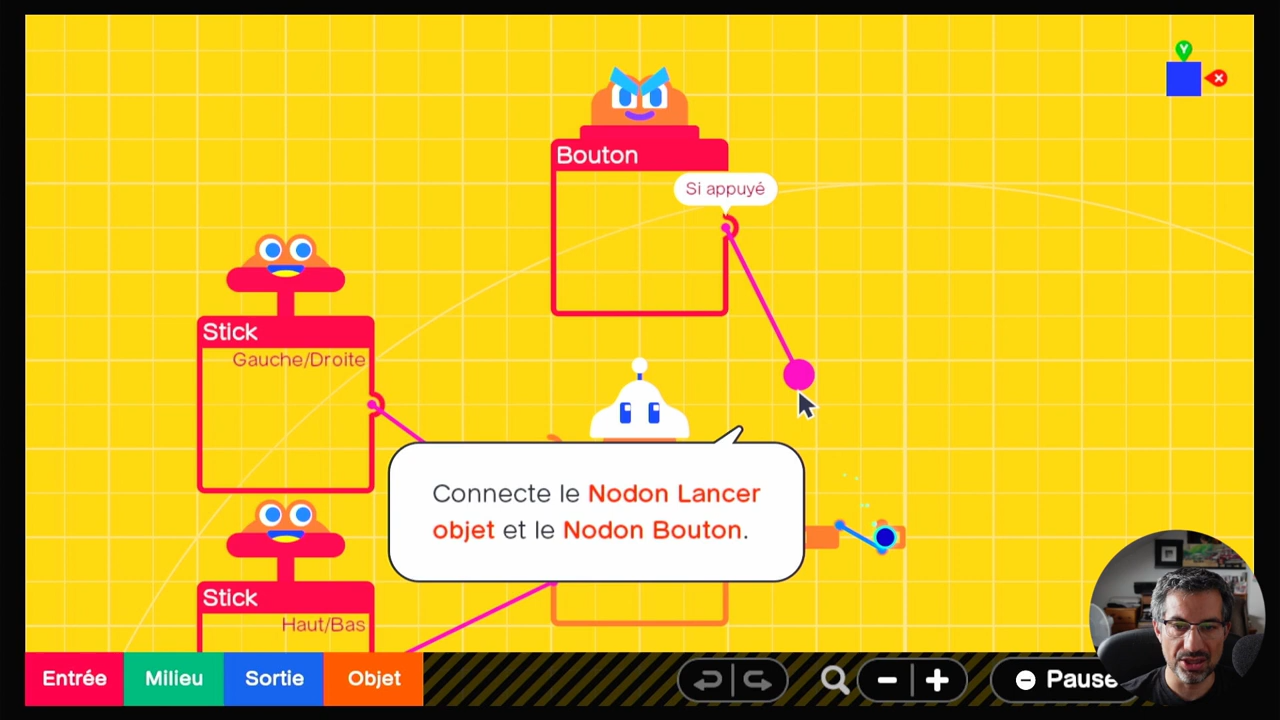 Y
X
Bouton
Si appuyé
Stick
Gauche/Droite
Connecte le Nodon Lancer
objet et le Nodon Bouton.
Stick
Haut/Bas
Entrée
Milieu
Sortie
Objet
Pause